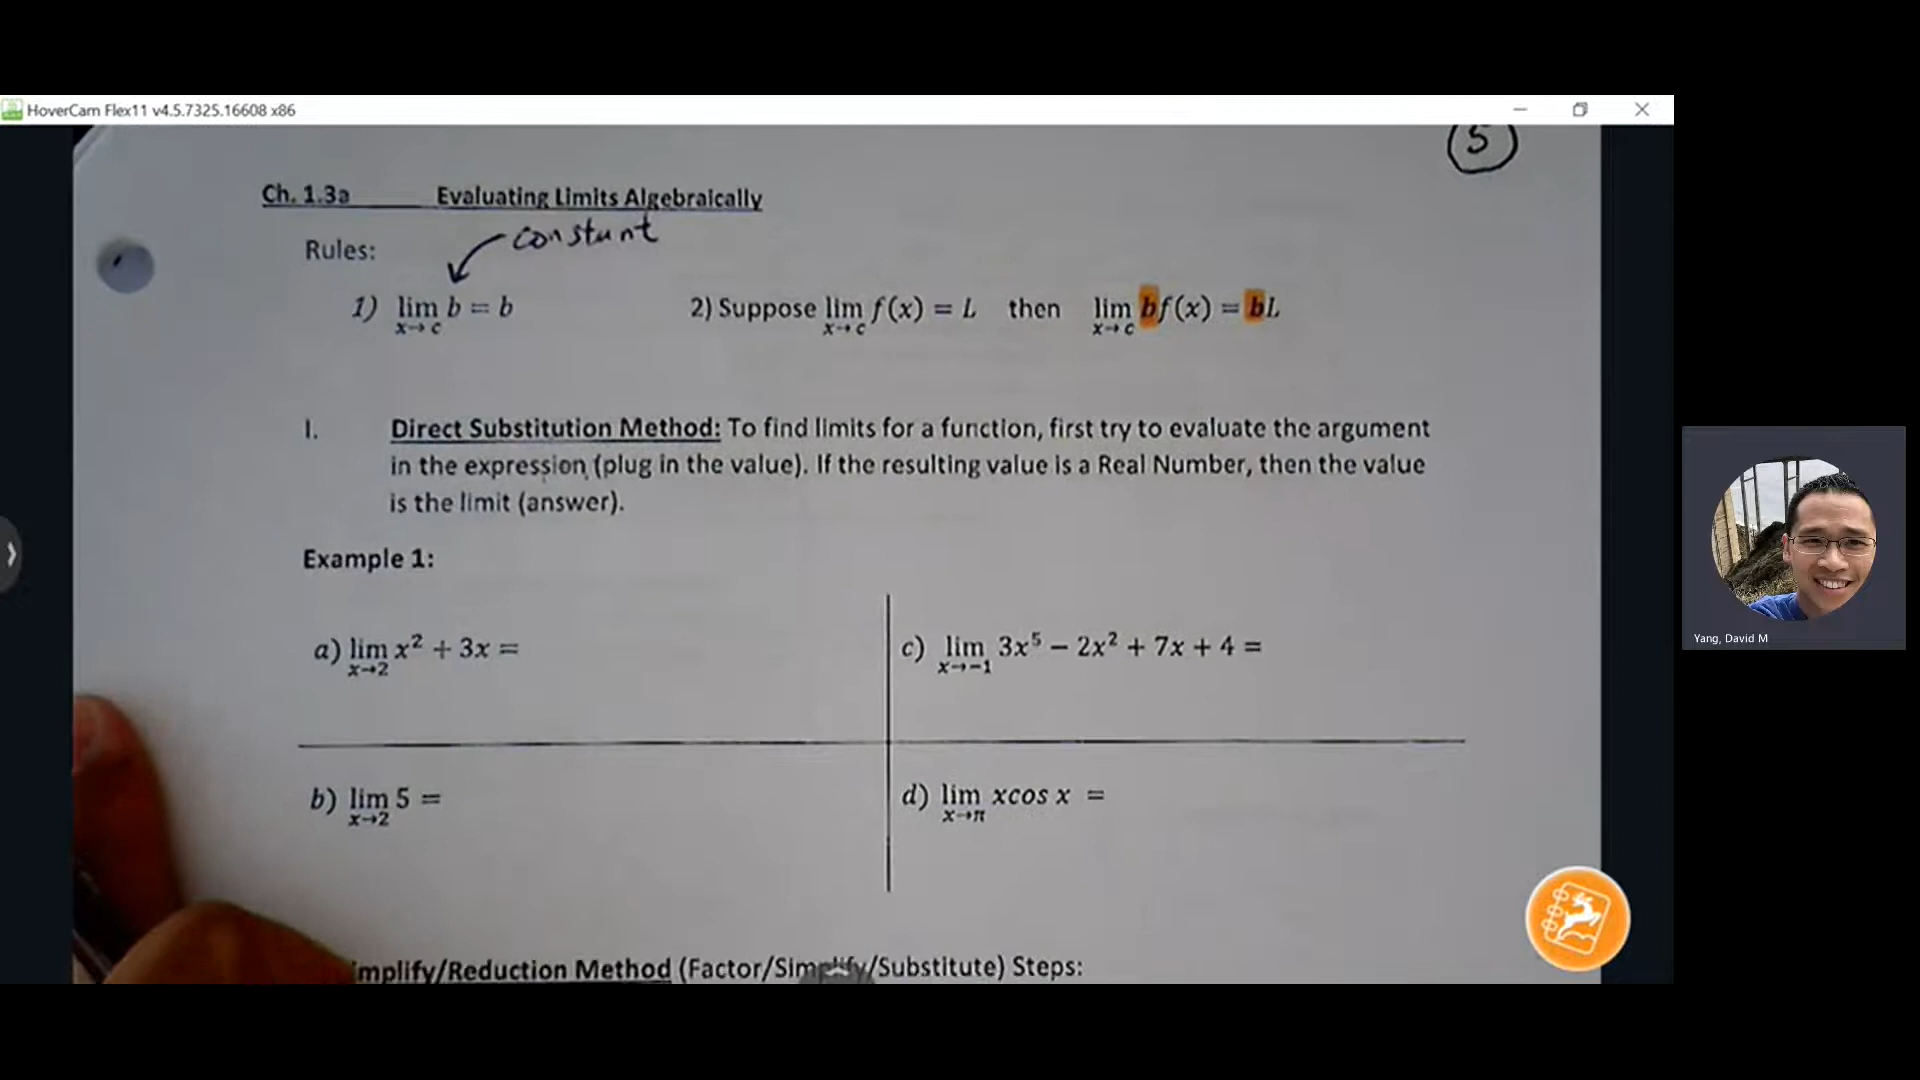 HoverCam Flex11 v4.5.7325.16608 x86
5
Ch. 1.3a Evaluating Limits Algebraically
constant
Rules:
1) lim b = b 2) Suppose lim f(x) = L then lim bf(x) = bL
x→c x→c x→c
I. Direct Substitution Method: To find limits for a function, first try to evaluate the argument
in the expression (plug in the value). If the resulting value is a Real Number, then the value
is the limit (answer).
Example 1:
a) lim x² + 3x = c) lim 3x⁵ − 2x² + 7x + 4 =
x→2 x→−1
b) lim 5 = d) lim xcos x =
x→2 x→π
implify/Reduction Method (Factor/Simplify/Substitute) Steps:
Yang, David M